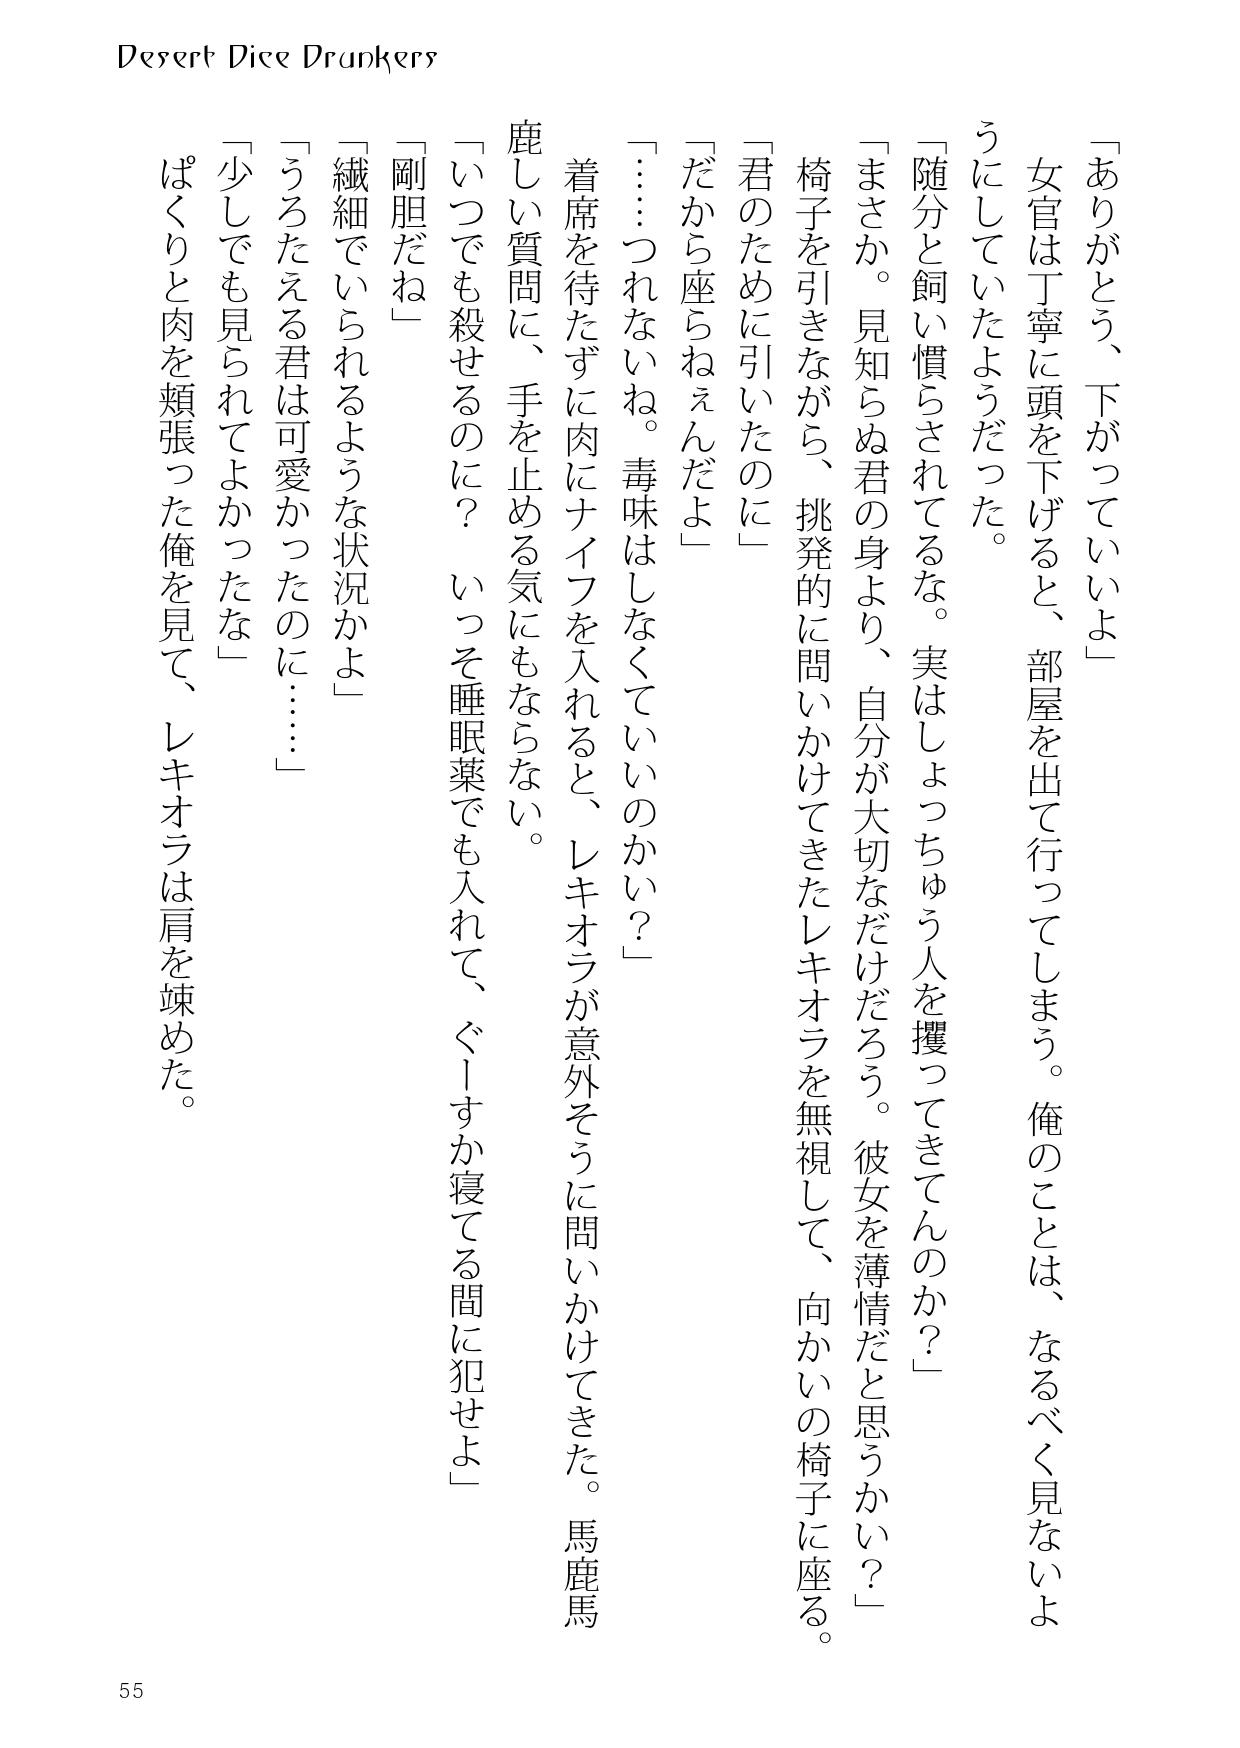 Desert Dice Drunkers
「ありがとう、下がっていいよ」
女官は丁寧に頭を下げると、部屋を出て行ってしまう。俺のことは、なるべく見ないよ
うにしていたようだった。
「随分と飼い慣らされてるな。実はしょっちゅう人を攫ってきてんのか？」
「まさか。見知らぬ君の身より、自分が大切なだけだろう。彼女を薄情だと思うかい？」
椅子を引きながら、挑発的に問いかけてきたレキオラを無視して、向かいの椅子に座る。
「君のために引いたのに」
「だから座らねぇんだよ」
「……つれないね。毒味はしなくていいのかい？」
着席を待たずに肉にナイフを入れると、レキオラが意外そうに問いかけてきた。馬鹿馬
鹿しい質問に、手を止める気にもならない。
「いつでも殺せるのに？　いっそ睡眠薬でも入れて、ぐーすか寝てる間に犯せよ」
「剛胆だね」
「繊細でいられるような状況かよ」
「うろたえる君は可愛かったのに……」
「少しでも見られてよかったな」
ぱくりと肉を頬張った俺を見て、レキオラは肩を竦めた。
55